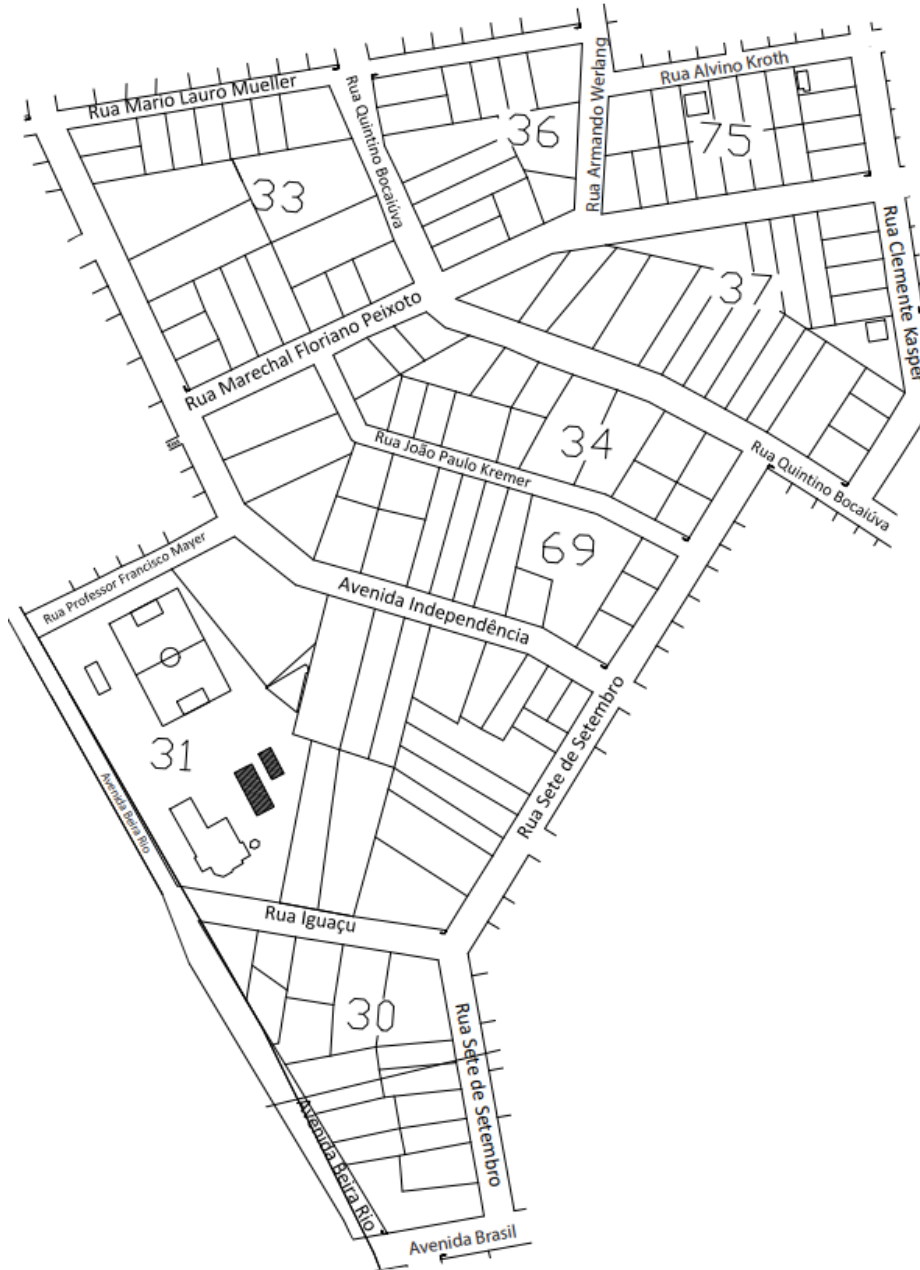 Rua Mario Lauro Mueller
Rua Quintino Bocaiúva
Rua Armando Werlang
Rua Alvino Kroth
36
75
33
Rua Clemente Kasper
37
Rua Marechal Floriano Peixoto
34
Rua João Paulo Kremer
Rua Quintino Bocaiúva
69
Rua Professor Francisco Mayer
Avenida Independência
31
Rua Sete de Setembro
Avenida Beira Rio
Rua Iguaçu
30
Rua Sete de Setembro
Avenida Beira Rio
Avenida Brasil